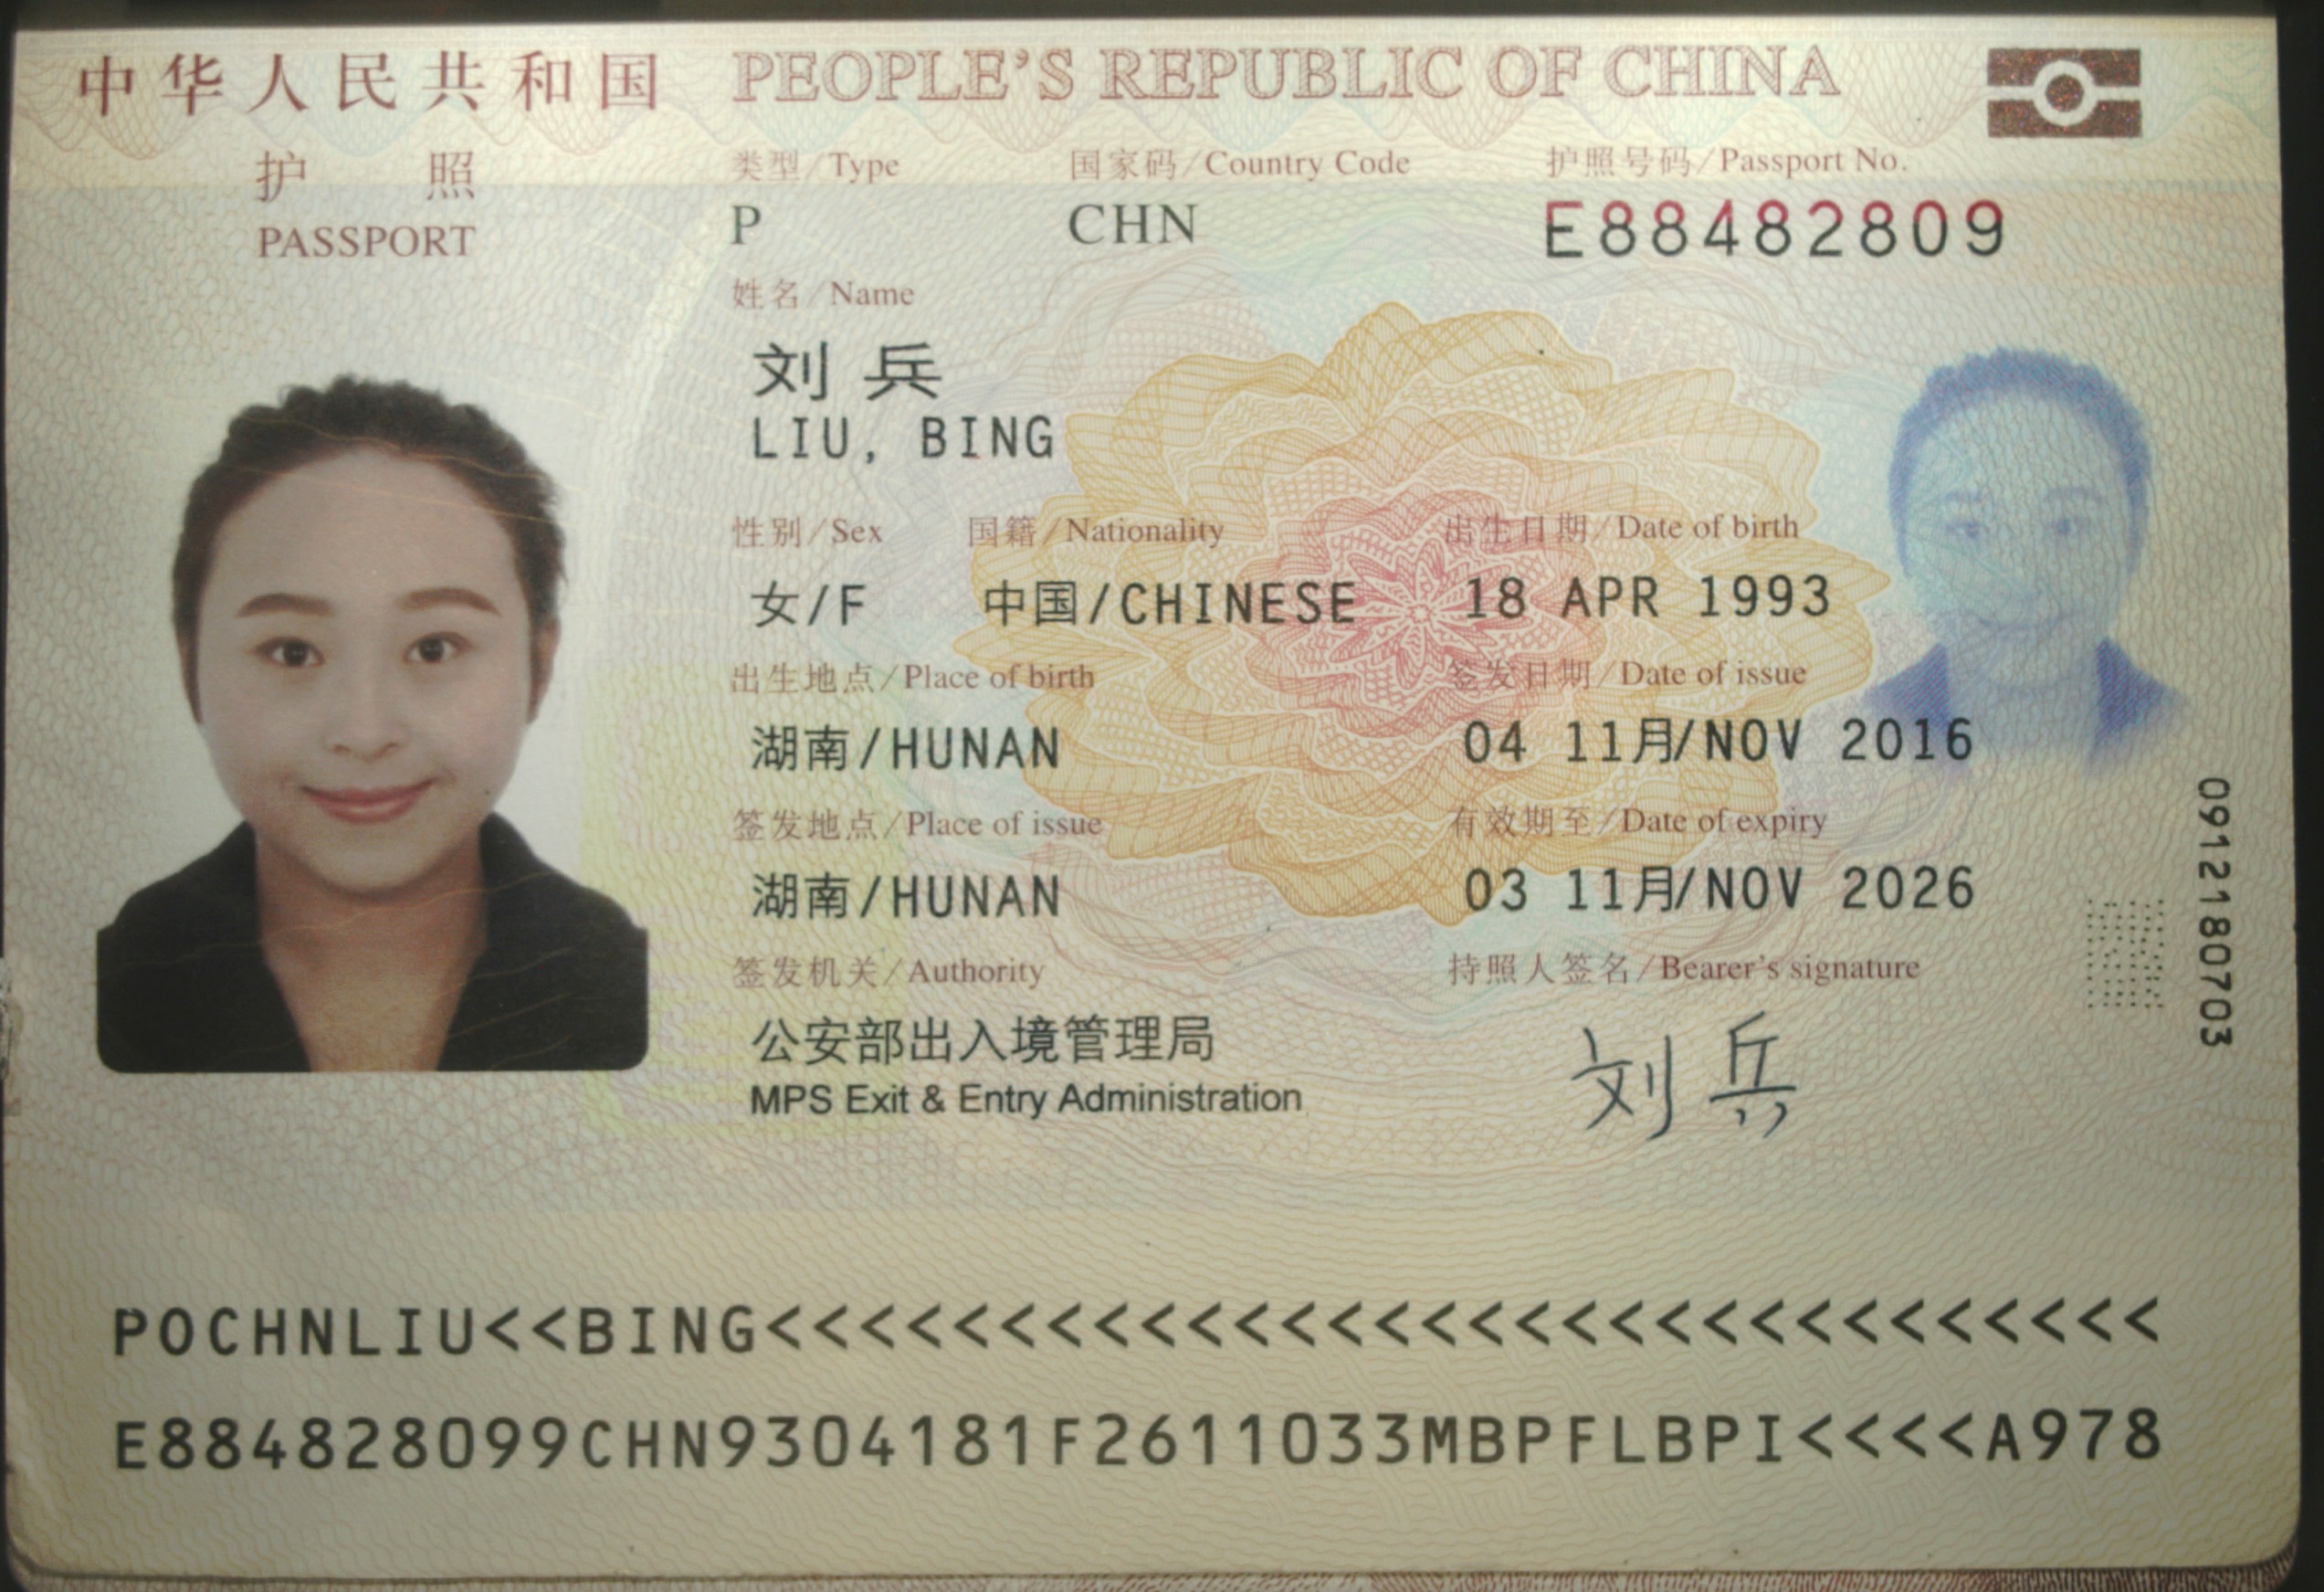 中华人民共和国 PEOPLE'S REPUBLIC OF CHINA
护 照
PASSPORT
类型/Type 国家码/Country Code 护照号码/Passport No.
P CHN E88482809
姓名/Name
刘 兵
LIU, BING
性别/Sex 国籍/Nationality 出生日期/Date of birth
女/F 中国/CHINESE 18 APR 1993
出生地点/Place of birth 签发日期/Date of issue
湖南/HUNAN 04 11月/NOV 2016
签发地点/Place of issue 有效期至/Date of expiry
湖南/HUNAN 03 11月/NOV 2026
签发机关/Authority 持照人签名/Bearer's signature
公安部出入境管理局
MPS Exit & Entry Administration
刘 兵
0912180703
POCHNLIU<<BING<<<<<<<<<<<<<<<<<<<<<<<<<<<<<<
E884828099CHN9304181F2611033MBPFLBPI<<<<A978